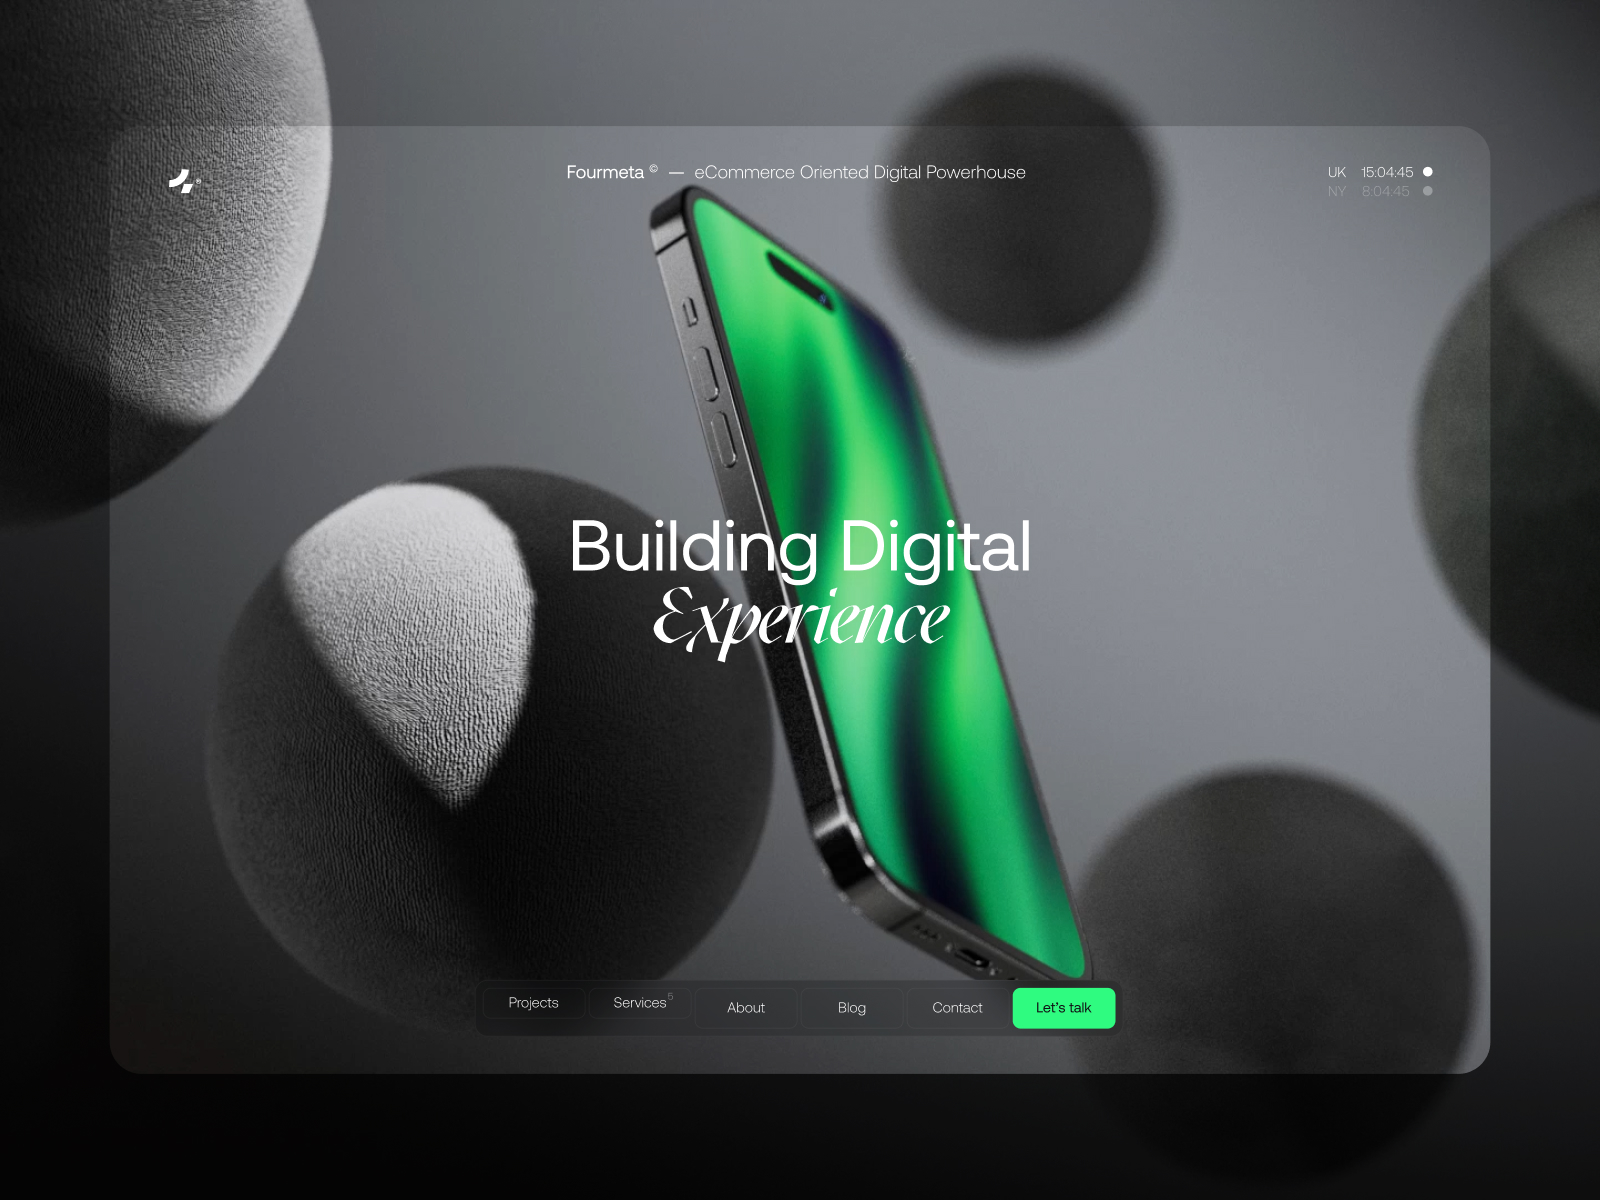 Fourmeta © — eCommerce Oriented Digital Powerhouse
UK 15:04:45
NY 8:04:45
Building Digital
Experience
Projects Services 5 About Blog Contact Let's talk